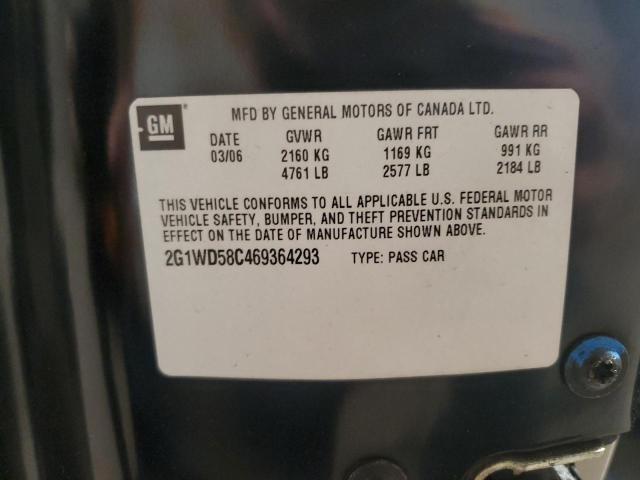 GM ® MFD BY GENERAL MOTORS OF CANADA LTD.
DATE GVWR GAWR FRT GAWR RR
03/06 2160 KG 1169 KG 991 KG
4761 LB 2577 LB 2184 LB
THIS VEHICLE CONFORMS TO ALL APPLICABLE U.S. FEDERAL MOTOR
VEHICLE SAFETY, BUMPER, AND THEFT PREVENTION STANDARDS IN
EFFECT ON THE DATE OF MANUFACTURE SHOWN ABOVE.
2G1WD58C469364293 TYPE: PASS CAR